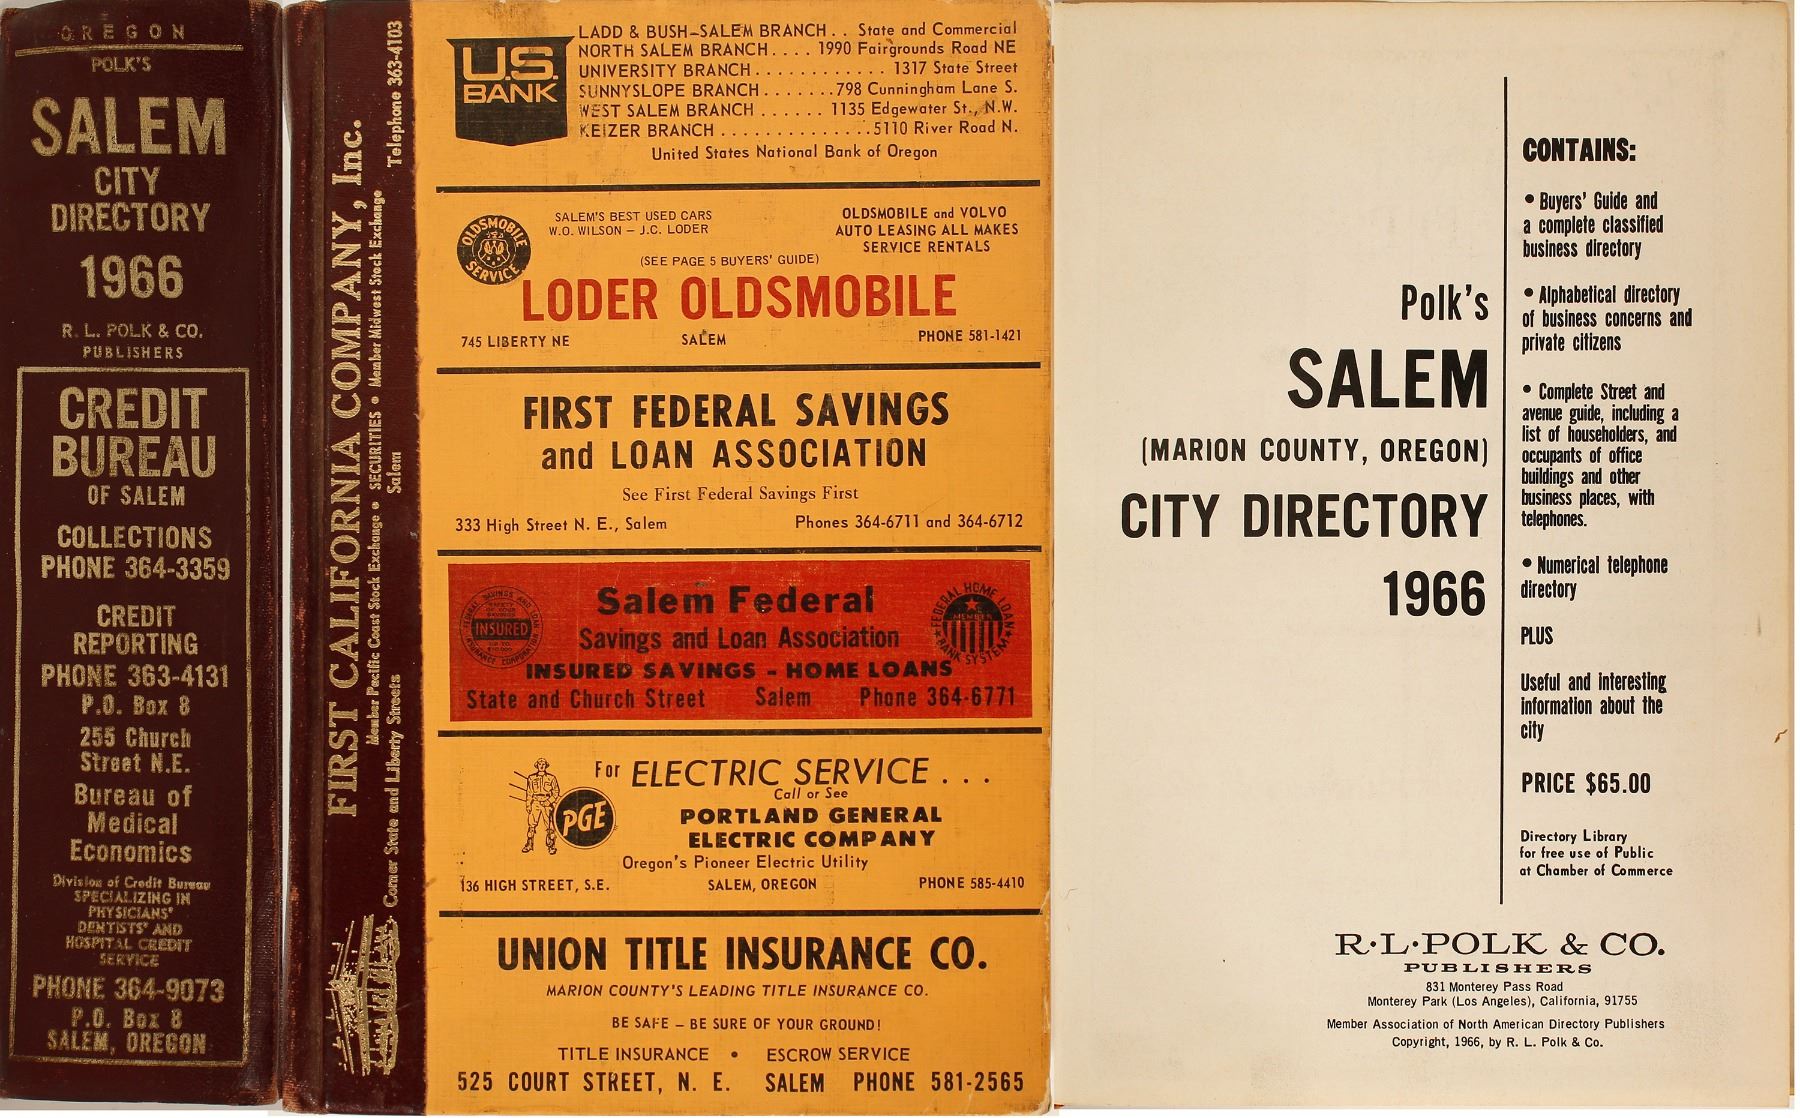 OREGON
POLK'S
SALEM
CITY
DIRECTORY
1966
R. L. POLK & CO.
PUBLISHERS
CREDIT
BUREAU
OF SALEM
COLLECTIONS
PHONE 364-3359
CREDIT
REPORTING
PHONE 363-4131
P.O. Box 8
255 Church
Street N.E.
Bureau of
Medical
Economics
Division of Credit Bureau
SPECIALIZING IN
PHYSICIANS'
DENTISTS' AND
HOSPITAL CREDIT
SERVICE
PHONE 364-9073
P.O. Box 8
SALEM, OREGON
FIRST CALIFORNIA COMPANY, Inc.
Member Pacific Coast Stock Exchange • SECURITIES • Member Midwest Stock Exchange
Corner State and Liberty Streets Salem Telephone 363-4103
U.S.
BANK
LADD & BUSH-SALEM BRANCH . . State and Commercial
NORTH SALEM BRANCH . . . . 1990 Fairgrounds Road NE
UNIVERSITY BRANCH . . . . . . . . . . . . 1317 State Street
SUNNYSLOPE BRANCH . . . . . . . 798 Cunningham Lane S.
WEST SALEM BRANCH . . . . . . 1135 Edgewater St., N.W.
KEIZER BRANCH . . . . . . . . . . . . . . 5110 River Road N.
United States National Bank of Oregon
OLDSMOBILE
SERVICE
SALEM'S BEST USED CARS
W.O. WILSON – J.C. LODER
OLDSMOBILE and VOLVO
AUTO LEASING ALL MAKES
SERVICE RENTALS
(SEE PAGE 5 BUYERS' GUIDE)
LODER OLDSMOBILE
745 LIBERTY NE SALEM PHONE 581-1421
FIRST FEDERAL SAVINGS
and LOAN ASSOCIATION
See First Federal Savings First
333 High Street N. E., Salem Phones 364-6711 and 364-6712
INSURED
Salem Federal
Savings and Loan Association
FEDERAL HOME LOAN
MEMBER
BANK SYSTEM
INSURED SAVINGS - HOME LOANS
State and Church Street Salem Phone 364-6771
For ELECTRIC SERVICE . . .
Call or See
PGE
PORTLAND GENERAL
ELECTRIC COMPANY
Oregon's Pioneer Electric Utility
136 HIGH STREET, S.E. SALEM, OREGON PHONE 585-4410
UNION TITLE INSURANCE CO.
MARION COUNTY'S LEADING TITLE INSURANCE CO.
BE SAFE – BE SURE OF YOUR GROUND!
TITLE INSURANCE • ESCROW SERVICE
525 COURT STREET, N. E. SALEM PHONE 581-2565
Polk's
SALEM
(MARION COUNTY, OREGON)
CITY DIRECTORY
1966
CONTAINS:
• Buyers' Guide and
a complete classified
business directory
• Alphabetical directory
of business concerns and
private citizens
• Complete Street and
avenue guide, including a
list of householders, and
occupants of office
buildings and other
business places, with
telephones.
• Numerical telephone
directory
PLUS
Useful and interesting
information about the
city
PRICE $65.00
Directory Library
for free use of Public
at Chamber of Commerce
R·L·POLK & CO.
PUBLISHERS
831 Monterey Pass Road
Monterey Park (Los Angeles), California, 91755
Member Association of North American Directory Publishers
Copyright, 1966, by R. L. Polk & Co.